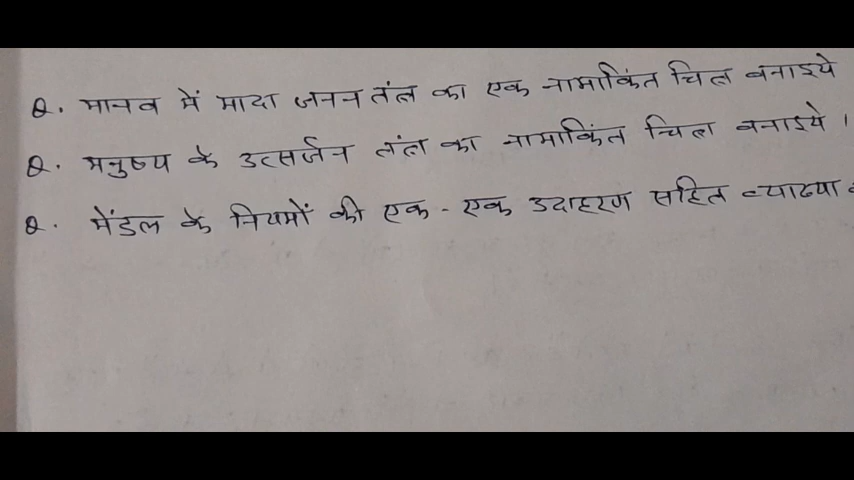 Q. मानव में मादा जनन तंत्र का एक नामाकिंत चित्र बनाइये
Q. मनुष्य के उत्सर्जन तंत्र का नामाकिंत चित्र बनाइये ।
Q. मेंडल के नियमों की एक - एक उदाहरण सहित व्याख्या